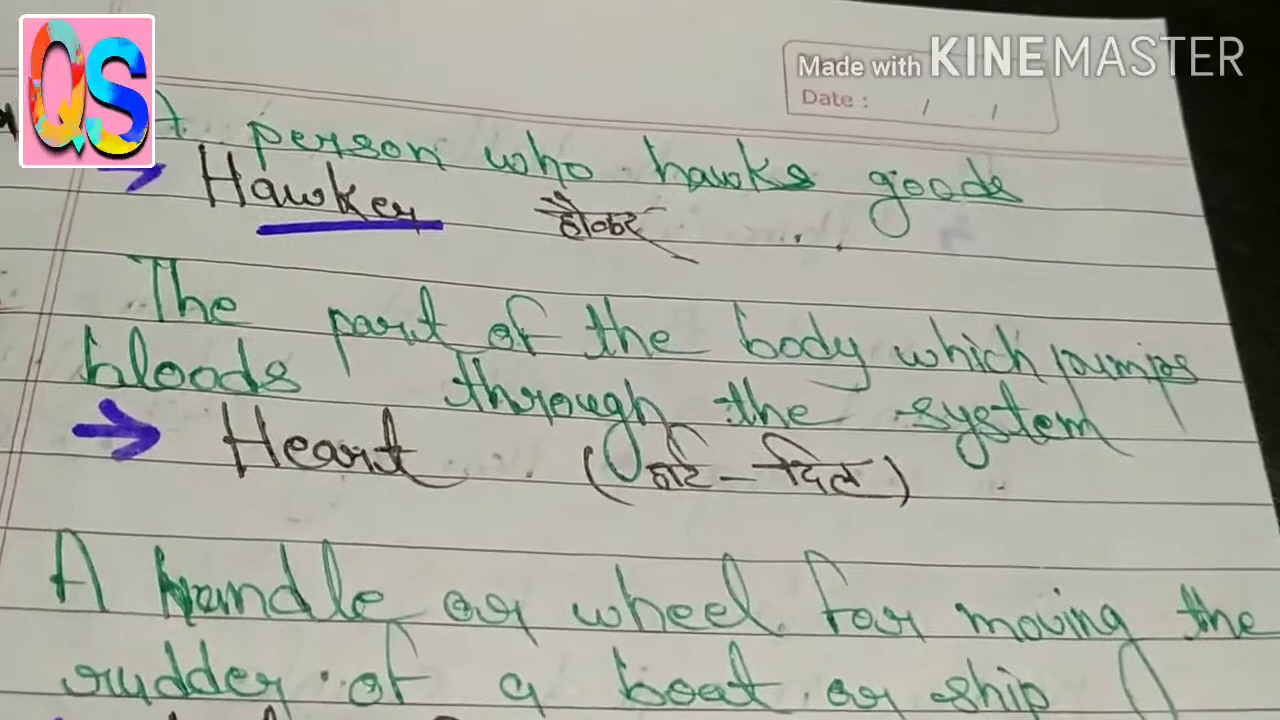 QS
Made with KINEMASTER
Date : / /
A person who hawks goods
→ Hawker हॉकर
The part of the body which pumps
bloods through the system
→ Heart (हार्ट – दिल)
A handle or wheel for moving the
rudder of a boat or ship